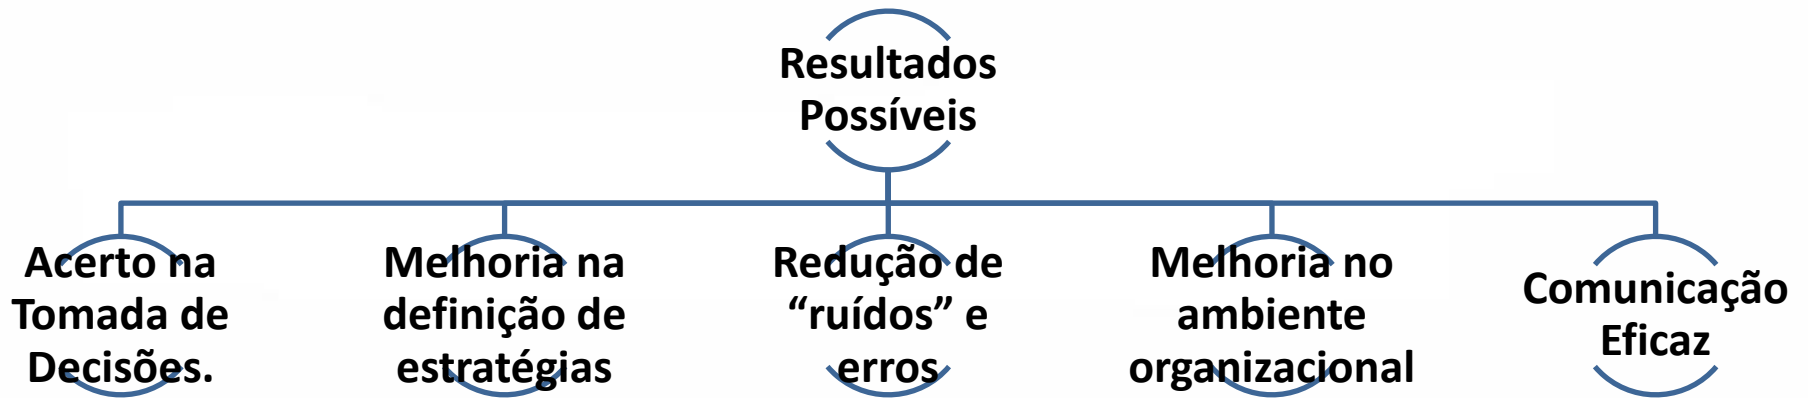 Resultados
Possíveis
Acerto na
Tomada de
Decisões.
Melhoria na
definição de
estratégias
Redução de
“ruídos” e
erros
Melhoria no
ambiente
organizacional
Comunicação
Eficaz